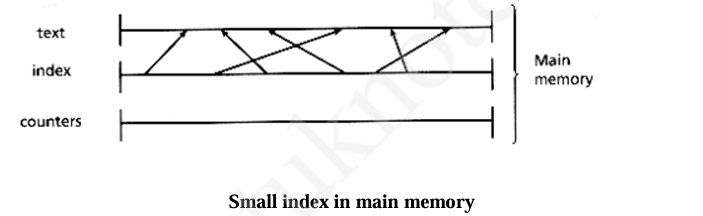 text
index
counters
Main
memory
Small index in main memory